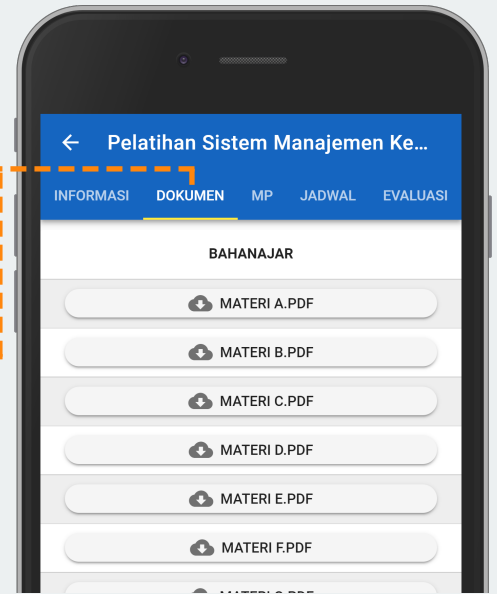 Pelatihan Sistem Manajemen Ke...
INFORMASI DOKUMEN MP JADWAL EVALUASI
BAHANAJAR
MATERI A.PDF
MATERI B.PDF
MATERI C.PDF
MATERI D.PDF
MATERI E.PDF
MATERI F.PDF